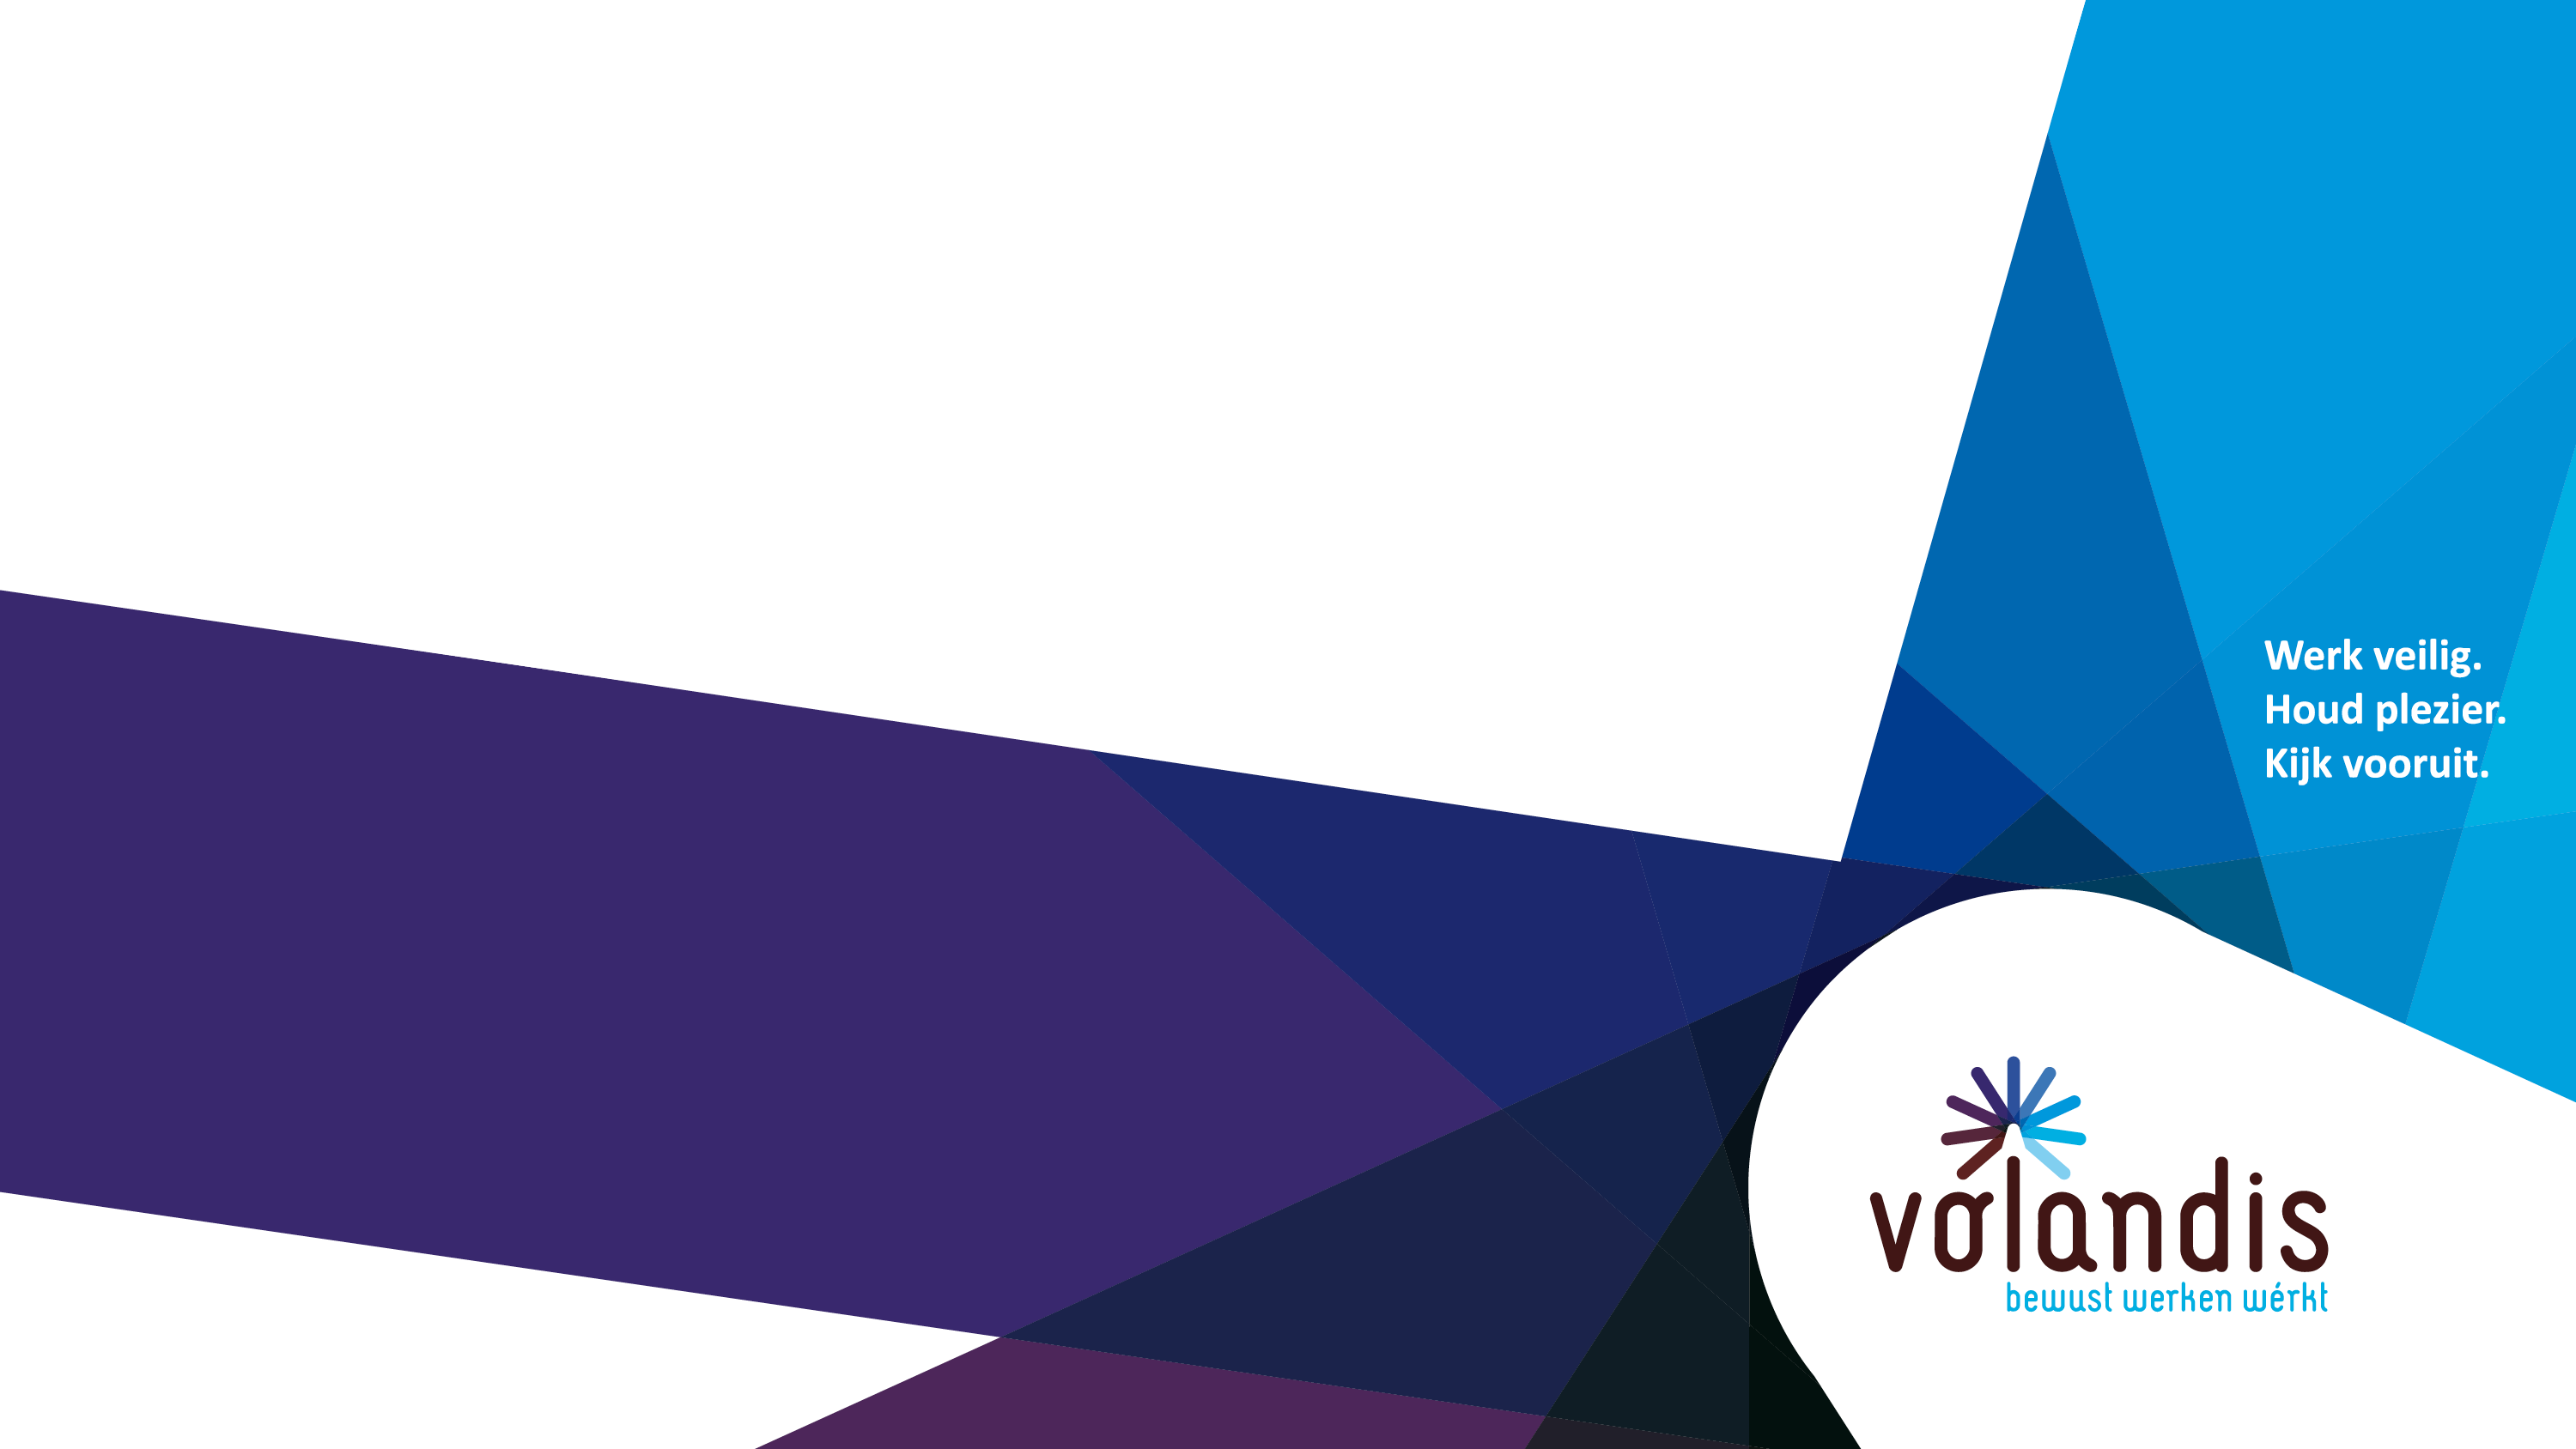 Werk veilig.
Houd plezier.
Kijk vooruit.
volandis
bewust werken wérkt